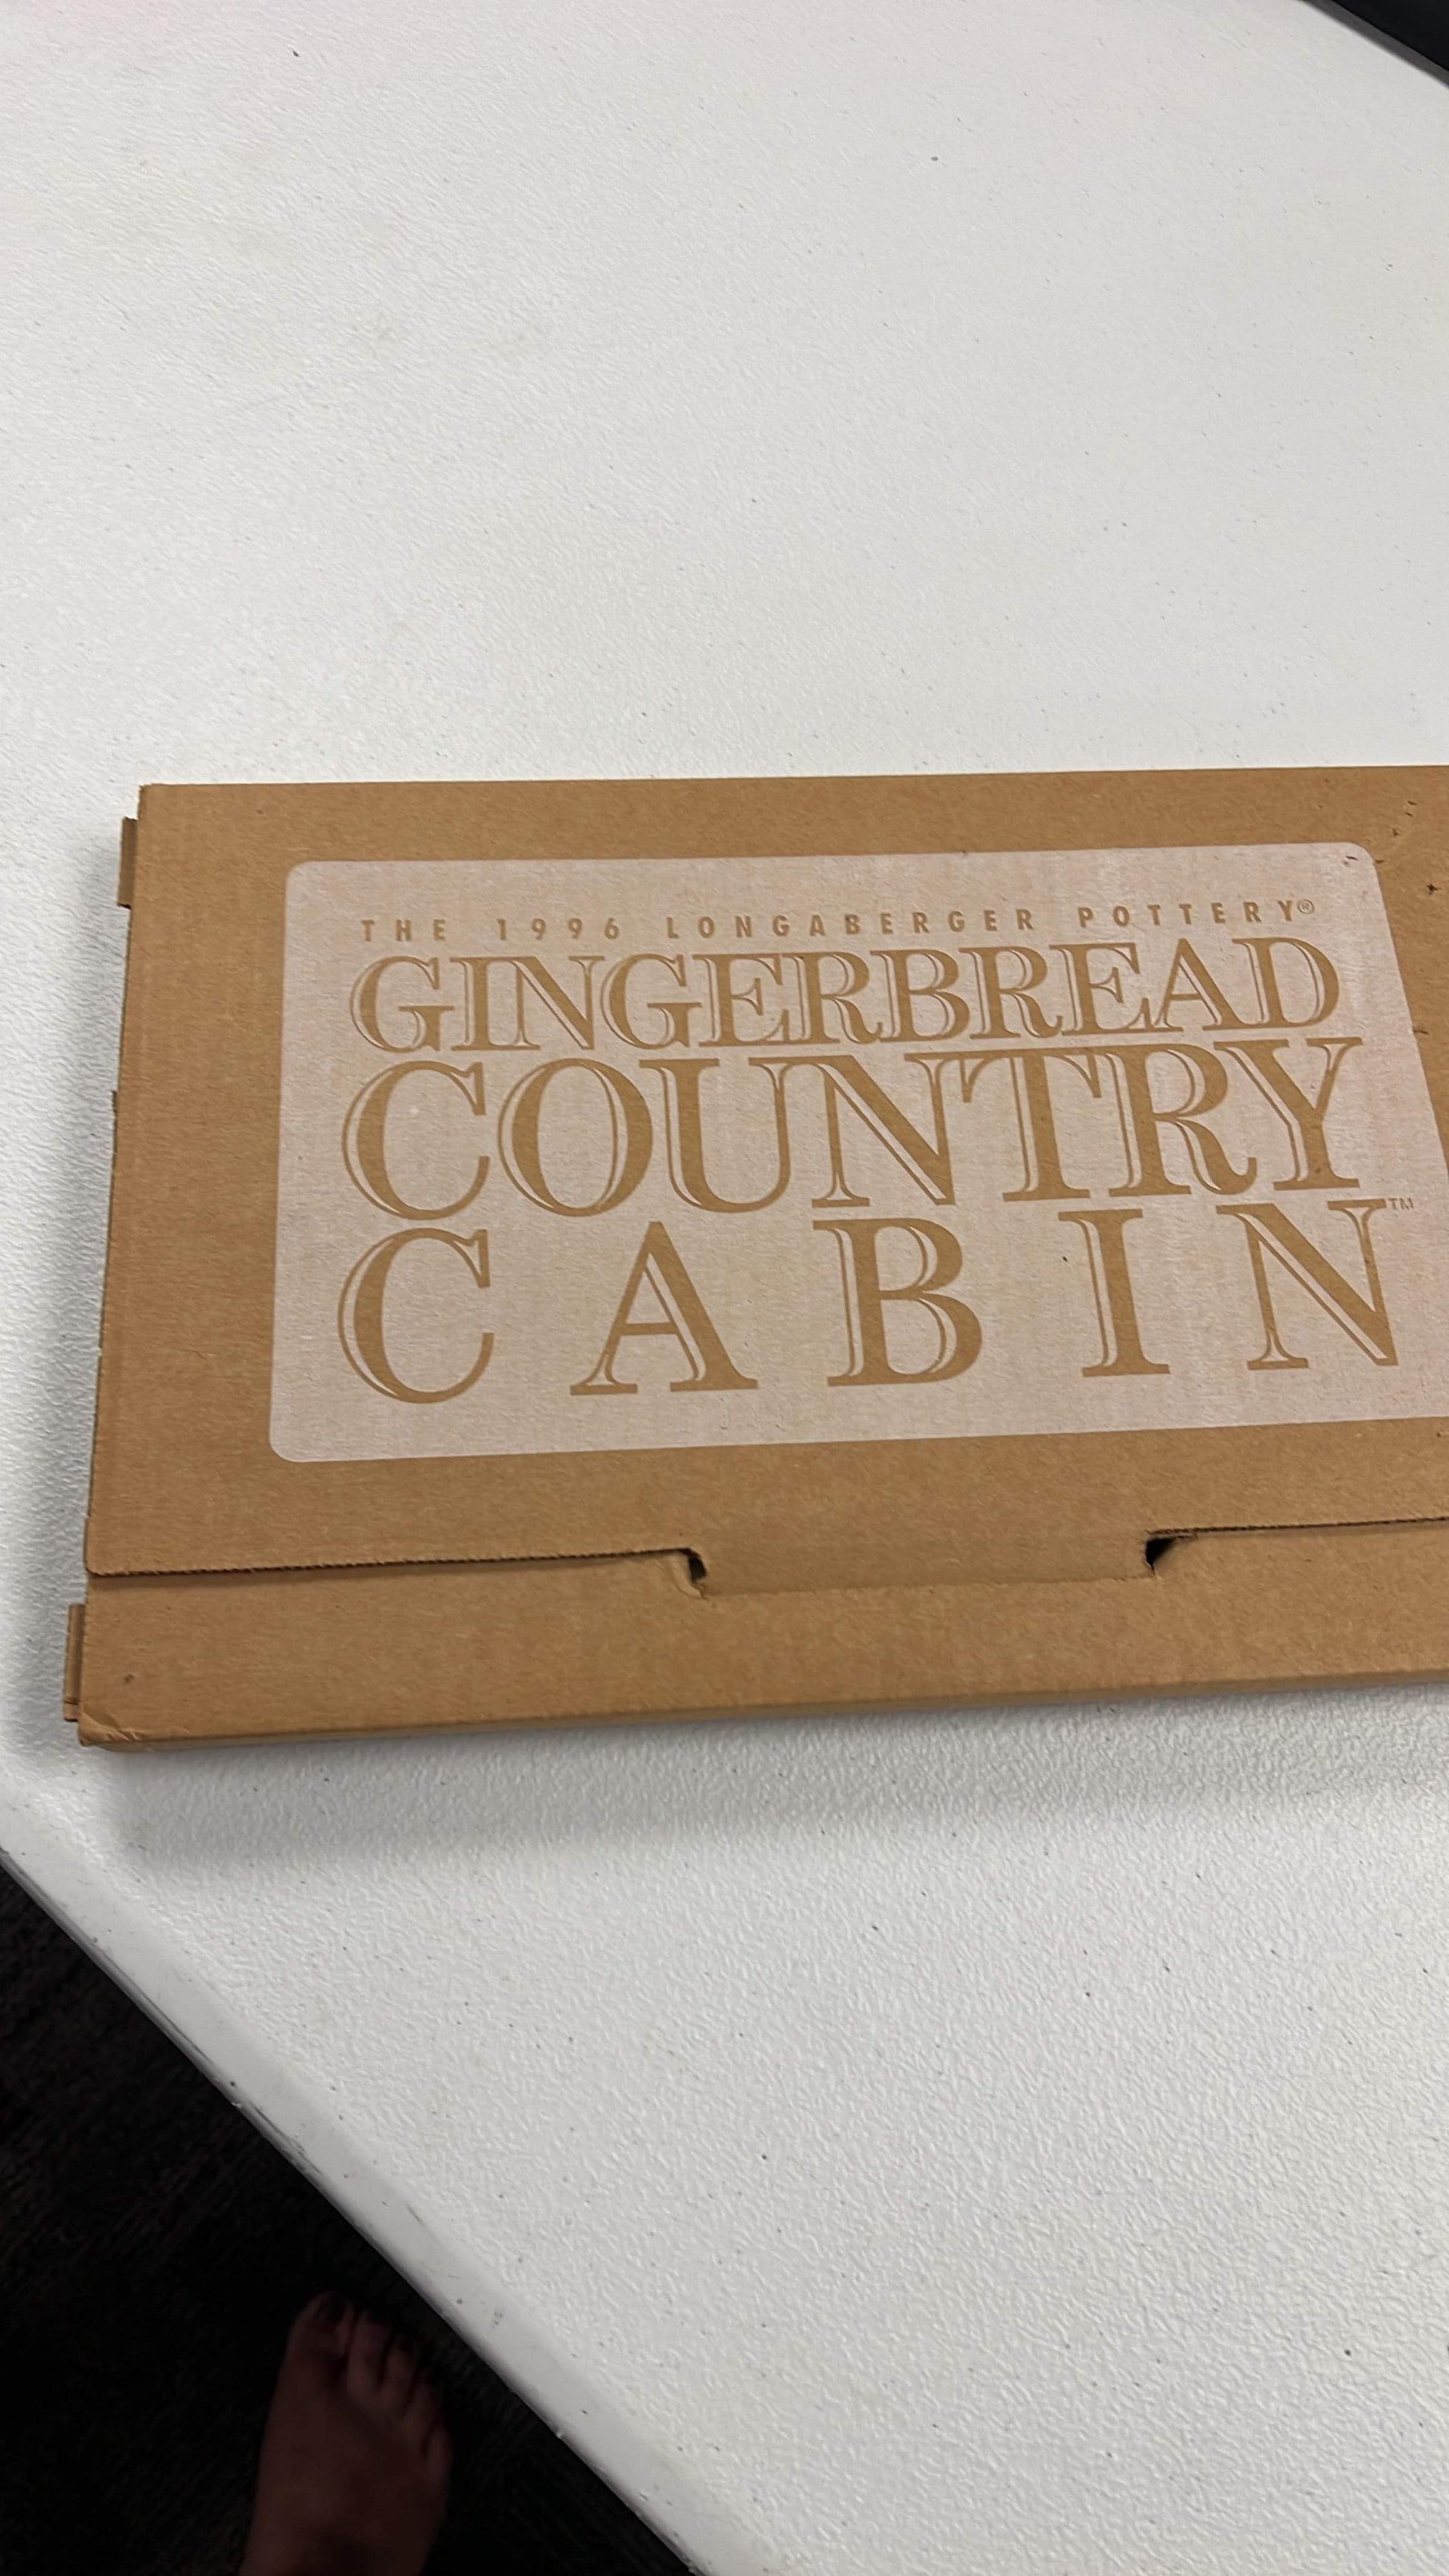 THE 1996 LONGABERGER POTTERY®
GINGERBREAD
COUNTRY
CABIN™